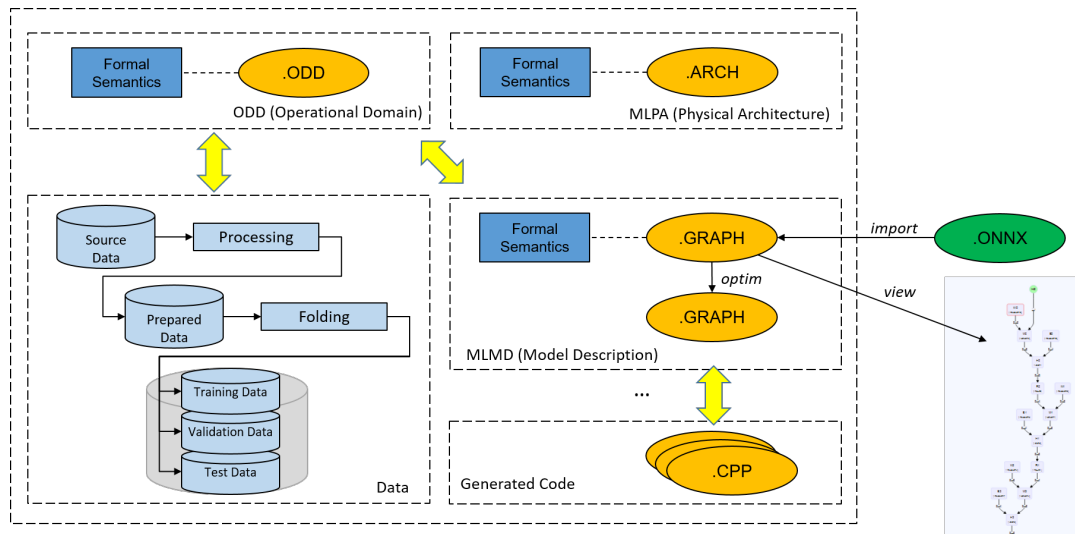 Formal
Semantics
.ODD
ODD (Operational Domain)
Formal
Semantics
.ARCH
MLPA (Physical Architecture)
Source
Data
Processing
Prepared
Data
Folding
Training Data
Validation Data
Test Data
Data
Formal
Semantics
.GRAPH
import
.ONNX
optim
view
.GRAPH
MLMD (Model Description)
...
.CPP
Generated Code